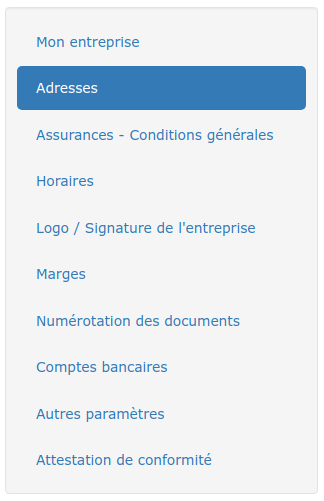 Mon entreprise
Adresses
Assurances - Conditions générales
Horaires
Logo / Signature de l'entreprise
Marges
Numérotation des documents
Comptes bancaires
Autres paramètres
Attestation de conformité